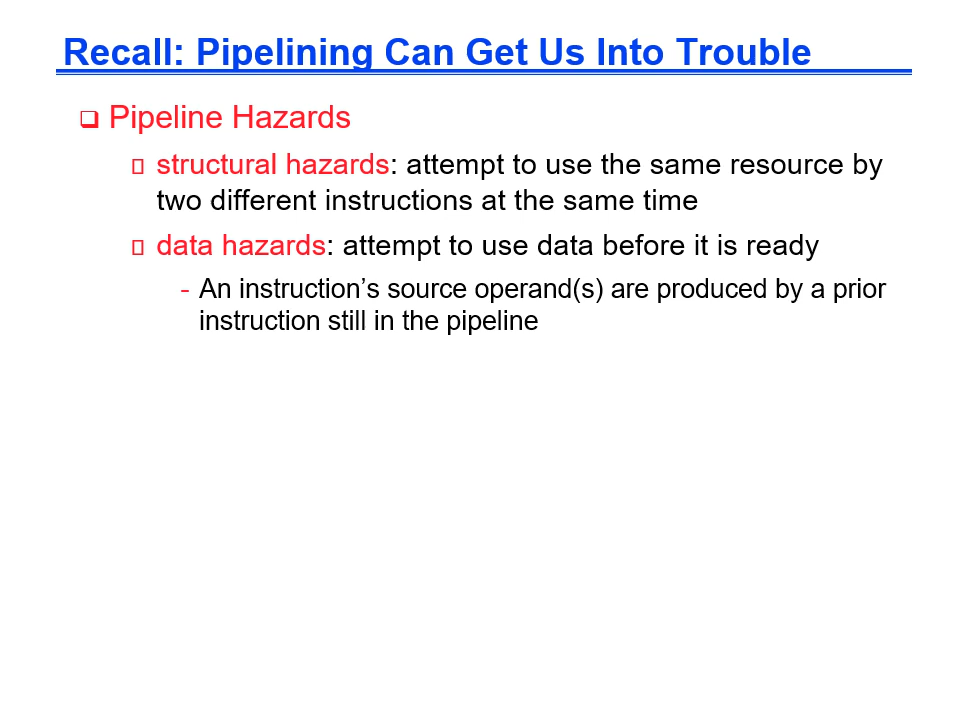 Recall: Pipelining Can Get Us Into Trouble
❑ Pipeline Hazards
▯ structural hazards: attempt to use the same resource by
two different instructions at the same time
▯ data hazards: attempt to use data before it is ready
- An instruction’s source operand(s) are produced by a prior
instruction still in the pipeline